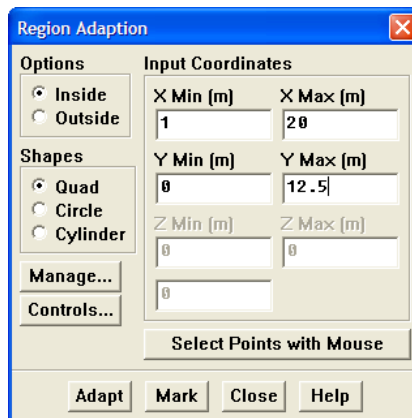 Region Adaption
Options
Inside
Outside
Shapes
Quad
Circle
Cylinder
Manage...
Controls...
Input Coordinates
X Min (m) X Max (m)
1 20
Y Min (m) Y Max (m)
0 12.5
Z Min (m) Z Max (m)
0 0
0
Select Points with Mouse
Adapt Mark Close Help